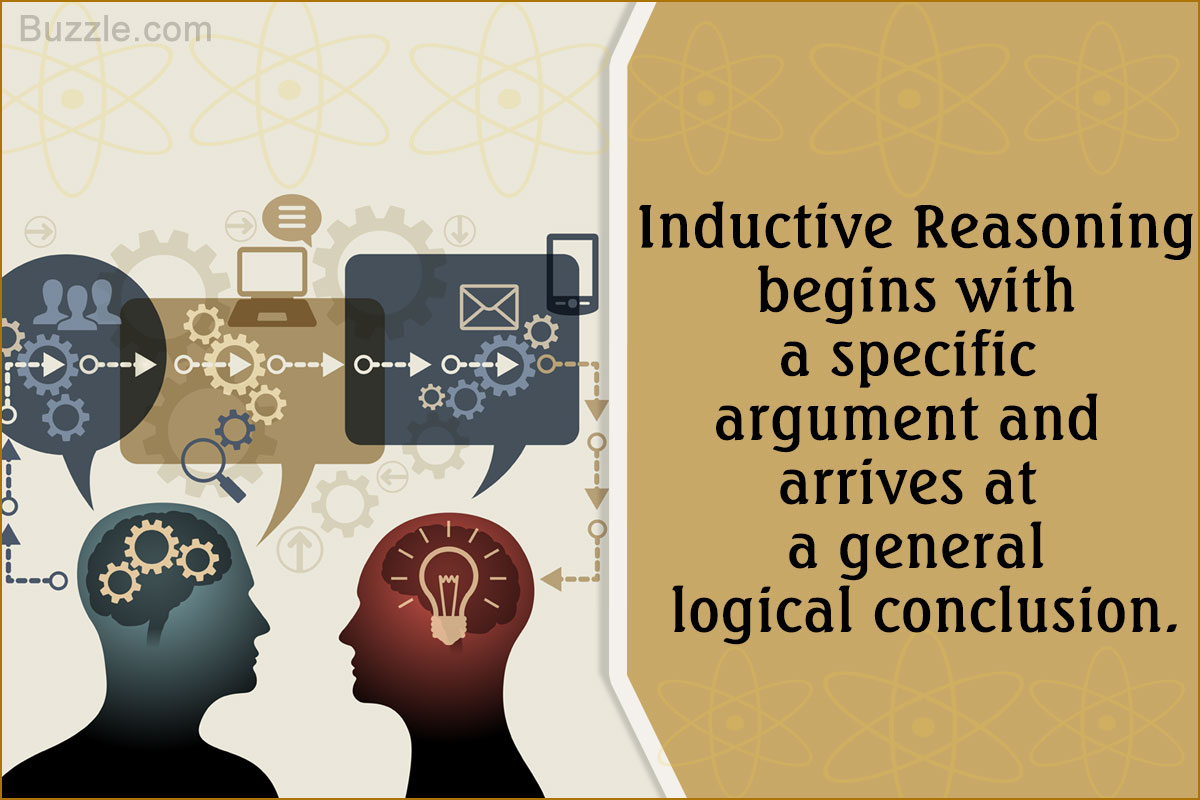 Buzzle.com
Inductive Reasoning
begins with
a specific
argument and
arrives at
a general
logical conclusion.